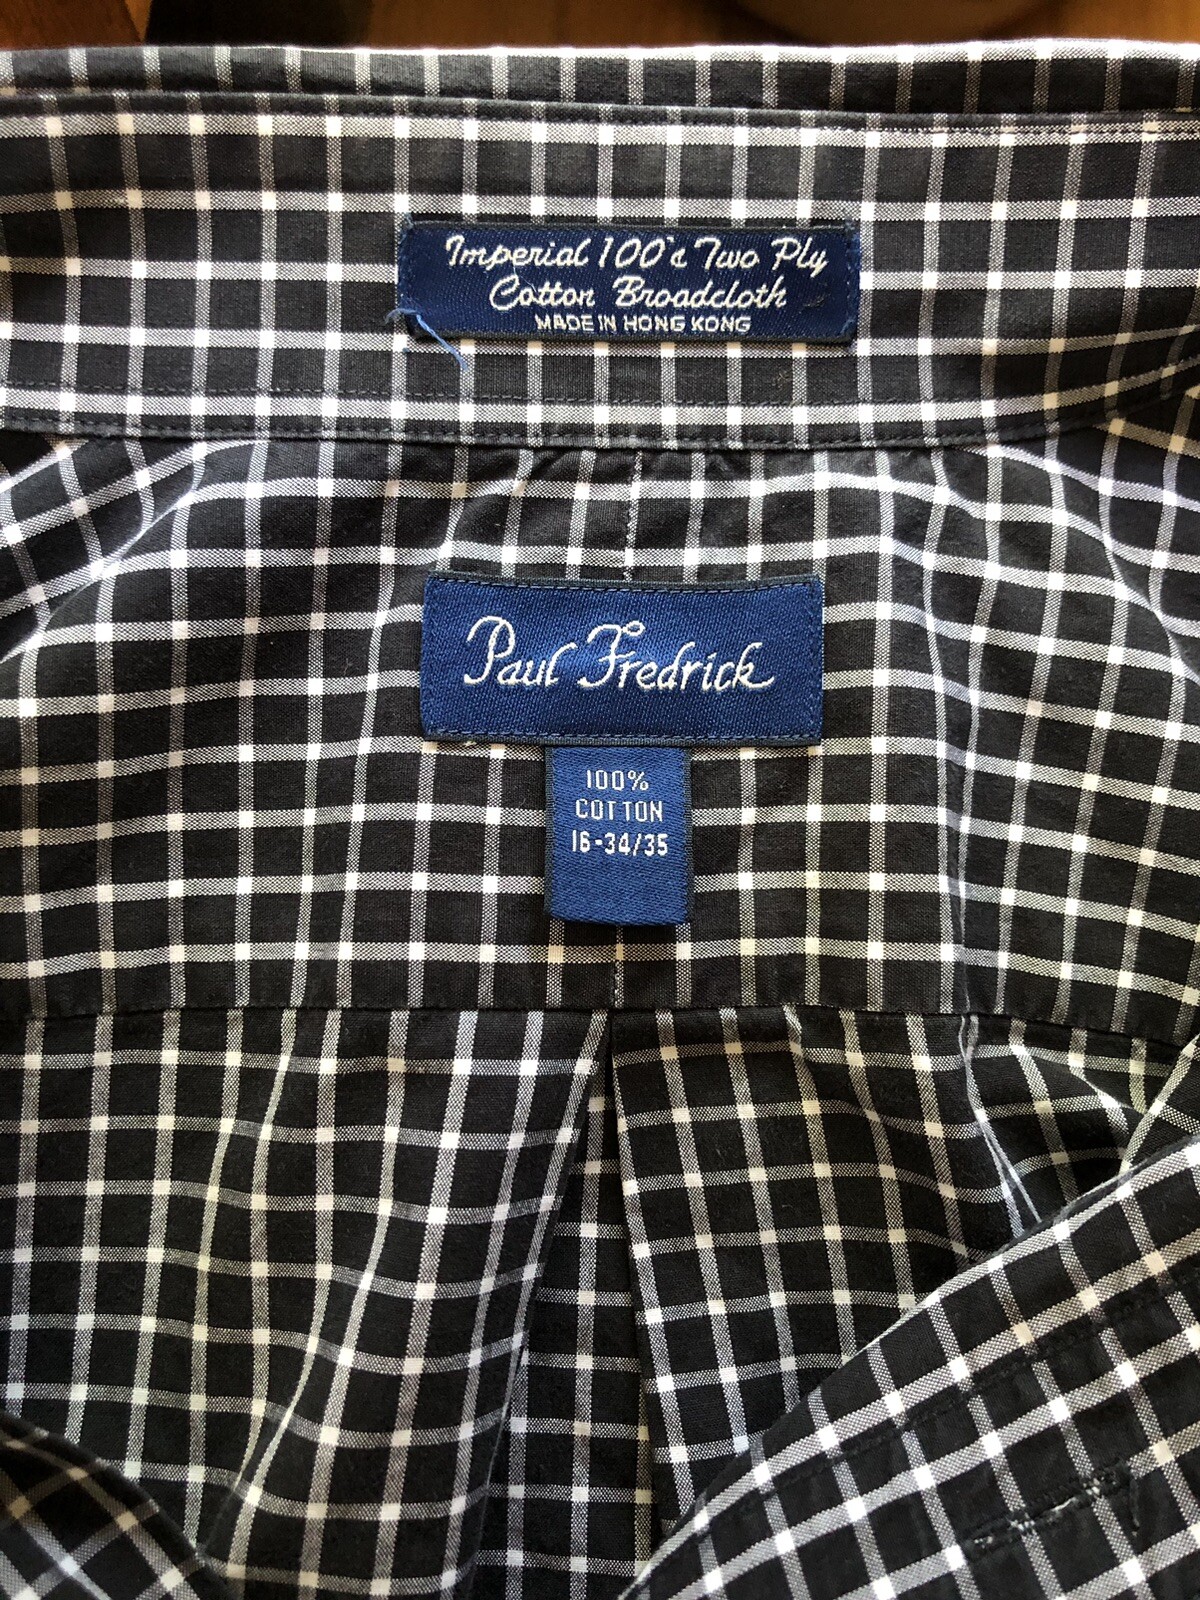 Imperial 100's Two Ply
Cotton Broadcloth
MADE IN HONG KONG
Paul Fredrick
100%
COTTON
16-34/35